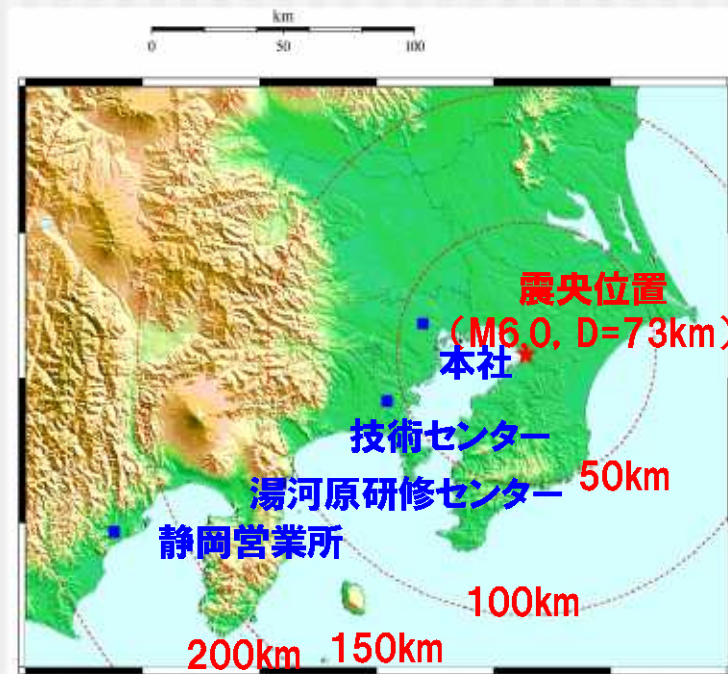 km
0 50 100
震央位置
(M6.0, D=73km)
本社
技術センター
50km
湯河原研修センター
静岡営業所
100km
150km
200km